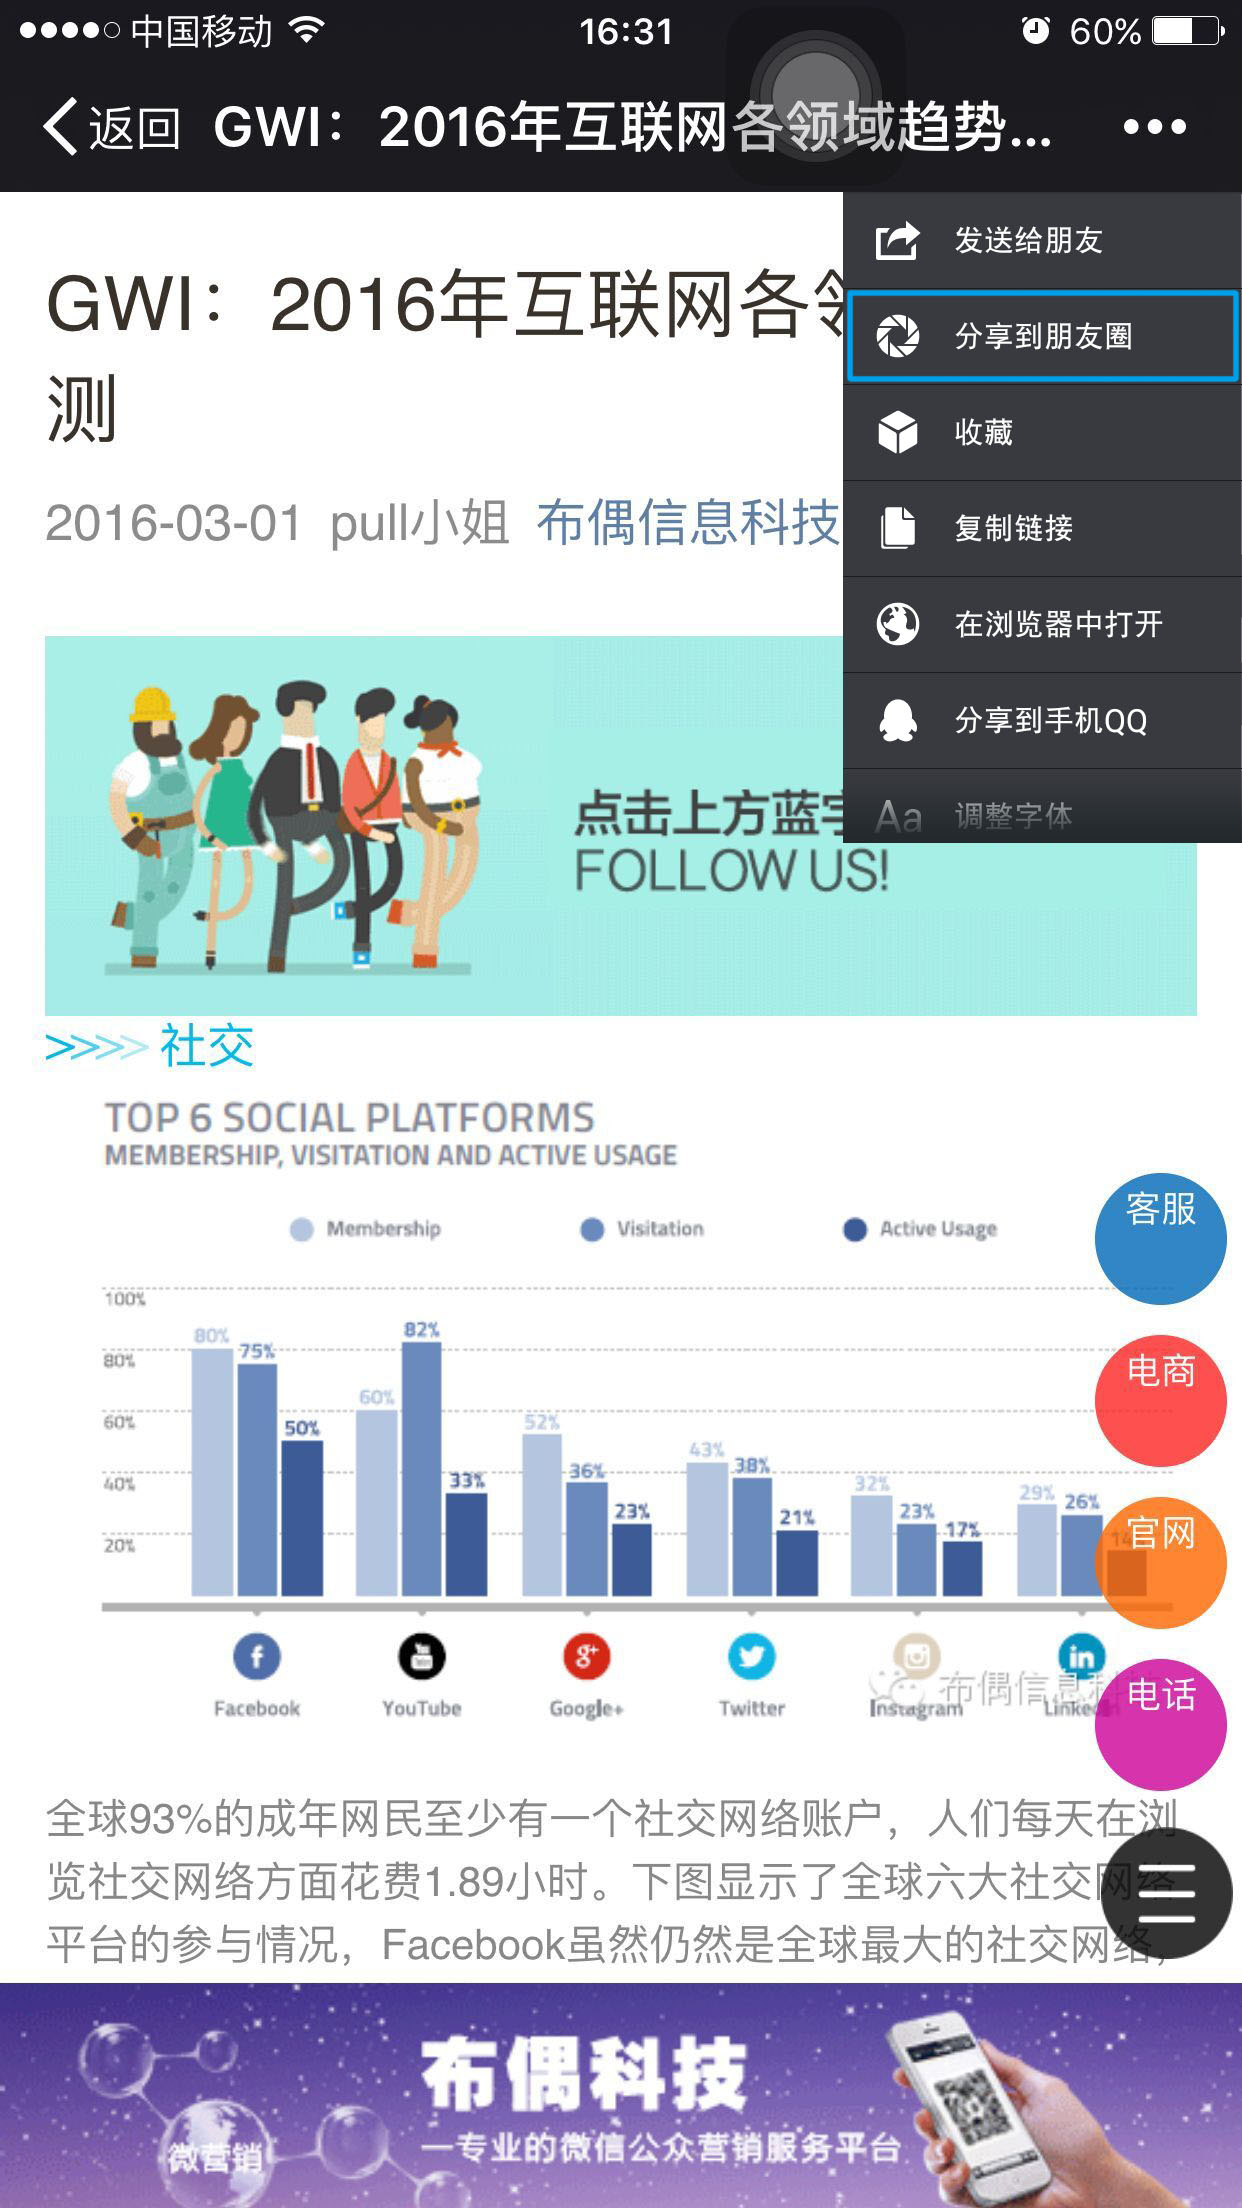 中国移动 16:31 60%
返回 GWI：2016年互联网各领域趋势...
发送给朋友
分享到朋友圈
收藏
复制链接
在浏览器中打开
分享到手机QQ
Aa 调整字体
GWI：2016年互联网各领
测
2016-03-01 pull小姐 布偶信息科技
点击上方蓝字
FOLLOW US!
>>>> 社交
TOP 6 SOCIAL PLATFORMS
MEMBERSHIP, VISITATION AND ACTIVE USAGE
Membership Visitation Active Usage
客服
电商
官网
电话
100%
80%
60%
40%
20%
80% 75% 50%
60% 82% 33%
52% 36% 23%
43% 38% 21%
32% 23% 17%
29% 26% 14
Facebook YouTube Google+ Twitter Instagram LinkedIn
布偶信息科技
全球93%的成年网民至少有一个社交网络账户，人们每天在浏
览社交网络方面花费1.89小时。下图显示了全球六大社交网络
平台的参与情况，Facebook虽然仍然是全球最大的社交网络，
微营销
布偶科技
一专业的微信公众营销服务平台